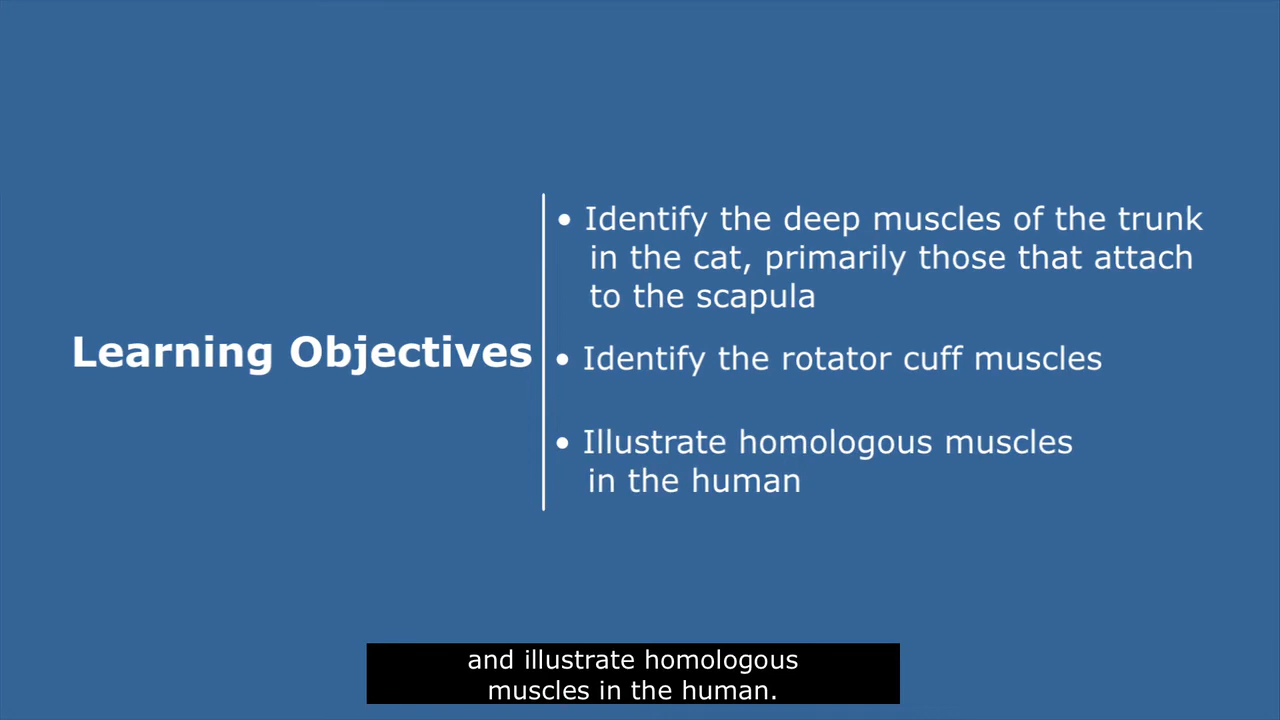 Learning Objectives
• Identify the deep muscles of the trunk
in the cat, primarily those that attach
to the scapula
• Identify the rotator cuff muscles
• Illustrate homologous muscles
in the human
and illustrate homologous
muscles in the human.